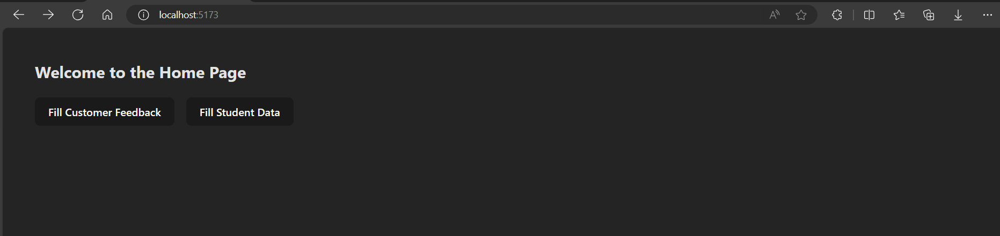 localhost:5173
Welcome to the Home Page
Fill Customer Feedback Fill Student Data